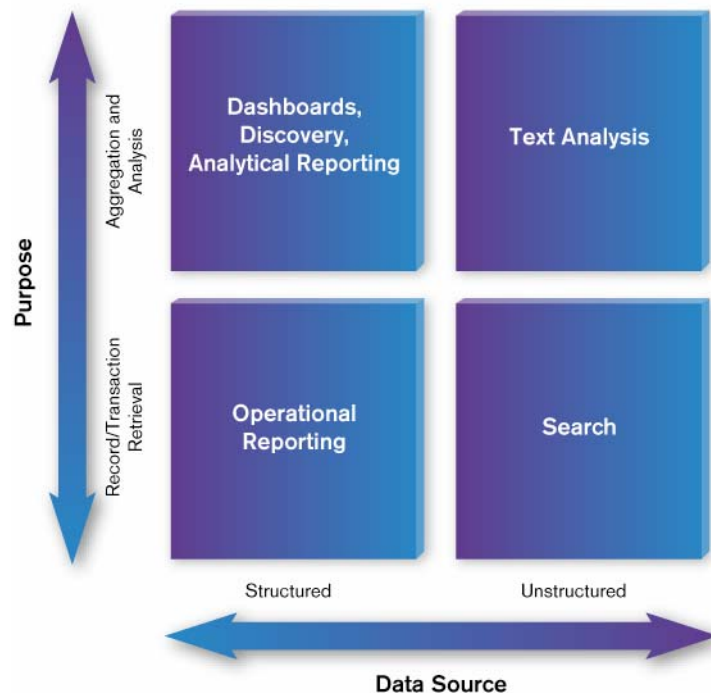 Dashboards,
Discovery,
Analytical Reporting
Text Analysis
Aggregation and
Analysis
Purpose
Record/Transaction
Retrieval
Operational
Reporting
Search
Structured
Unstructured
Data Source